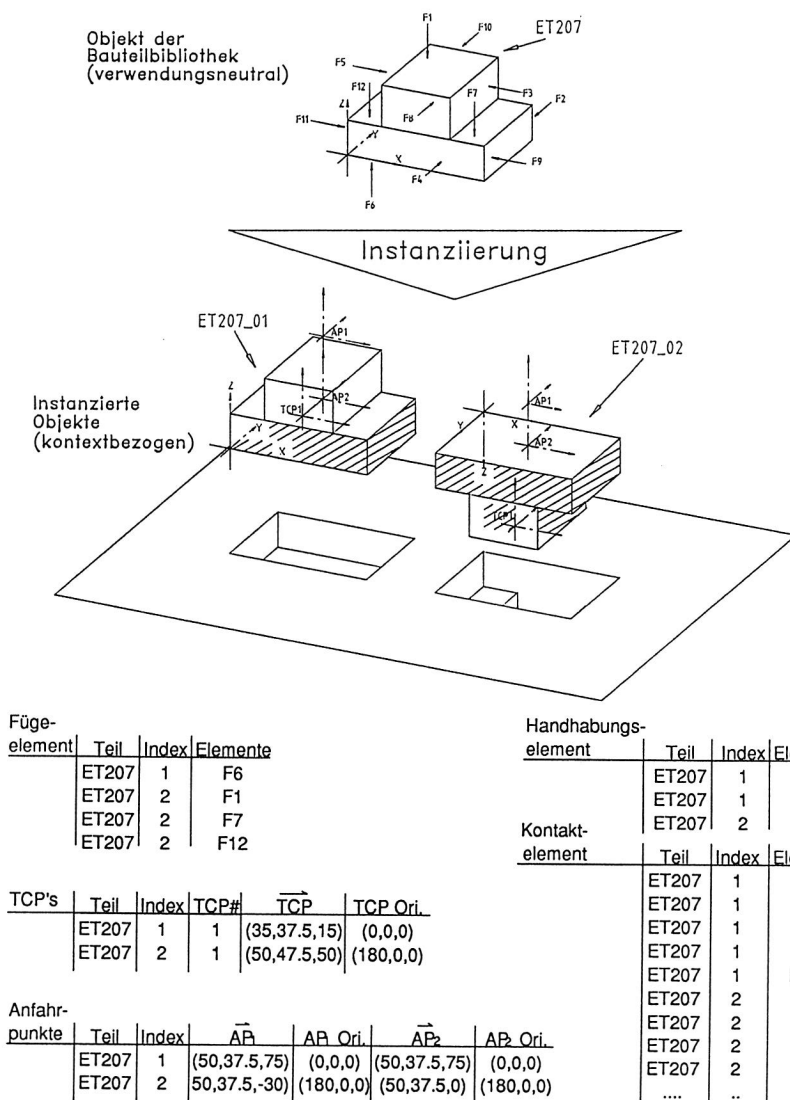 Objekt der
Bauteilbibliothek
(verwendungsneutral)
ET207
F1
F10
F5
F12
F7
F3
F2
F11
Z
Y
F8
X
F4
F9
F6
Instanziierung
ET207_01
AP1
AP2
TCP1
Z
Y
X
ET207_02
AP1
Y
X
AP2
Z
TCP1
Instanzierte
Objekte
(kontextbezogen)
Füge-
element Teil Index Elemente
ET207 1 F6
ET207 2 F1
ET207 2 F7
ET207 2 F12
Handhabungs-
element Teil Index El
ET207 1
ET207 1
ET207 2
Kontakt-
element Teil Index El
ET207 1
ET207 1
ET207 1
ET207 1
ET207 1
ET207 2
ET207 2
ET207 2
ET207 2
.... ..
TCP's Teil Index TCP# TCP TCP Ori.
ET207 1 1 (35,37.5,15) (0,0,0)
ET207 2 1 (50,47.5,50) (180,0,0)
Anfahr-
punkte Teil Index AP1 AP1 Ori. AP2 AP2 Ori.
ET207 1 (50,37.5,75) (0,0,0) (50,37.5,75) (0,0,0)
ET207 2 50,37.5,-30) (180,0,0) (50,37.5,0) (180,0,0)